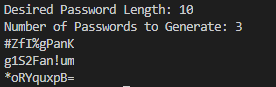 Desired Password Length: 10
Number of Passwords to Generate: 3
#ZfI%gPanK
g1S2Fan!um
*oRYquxpB=